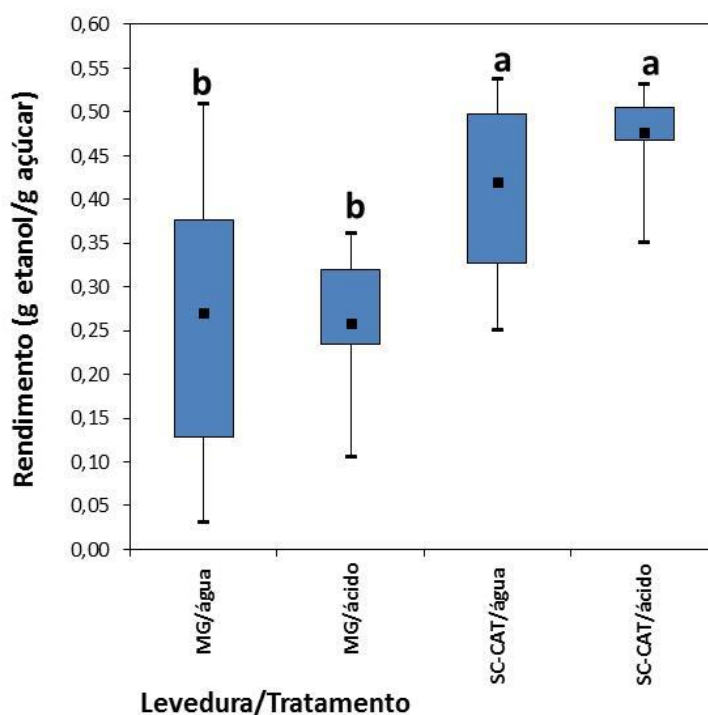 Rendimento (g etanol/g açúcar)
0,60
0,55
0,50
0,45
0,40
0,35
0,30
0,25
0,20
0,15
0,10
0,05
0,00
b
b
a
a
MG/água
MG/ácido
SC-CAT/água
SC-CAT/ácido
Levedura/Tratamento